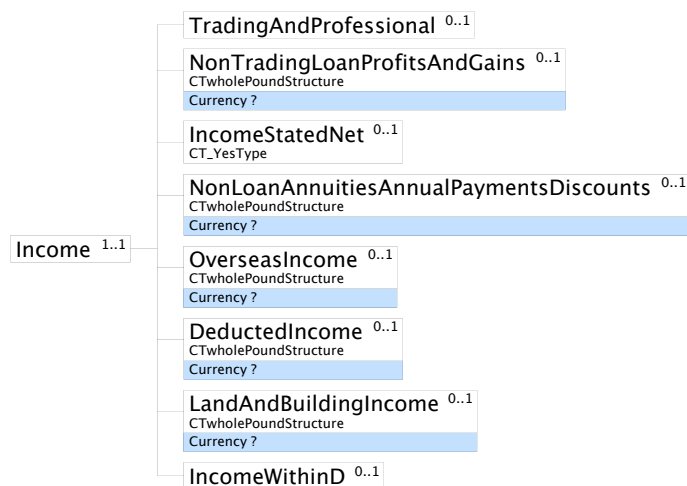 TradingAndProfessional 0..1
NonTradingLoanProfitsAndGains 0..1
CTwholePoundStructure
Currency ?
IncomeStatedNet 0..1
CT_YesType
NonLoanAnnuitiesAnnualPaymentsDiscounts 0..1
CTwholePoundStructure
Currency ?
Income 1..1
OverseasIncome 0..1
CTwholePoundStructure
Currency ?
DeductedIncome 0..1
CTwholePoundStructure
Currency ?
LandAndBuildingIncome 0..1
CTwholePoundStructure
Currency ?
IncomeWithinD 0..1